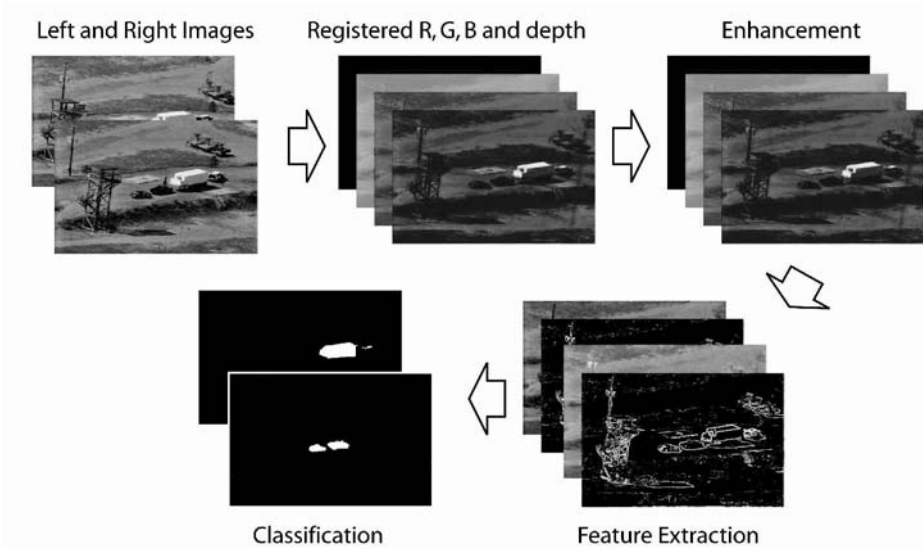 Left and Right Images
Registered R, G, B and depth
Enhancement
Classification
Feature Extraction